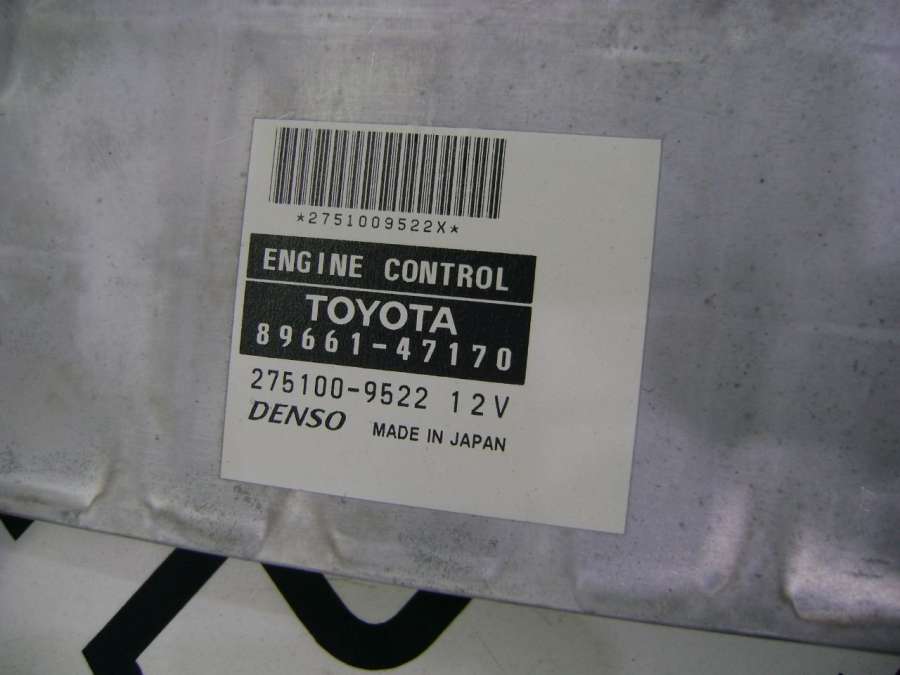 *2751009522X*
ENGINE CONTROL
TOYOTA
89661-47170
275100-9522 12V
DENSO MADE IN JAPAN